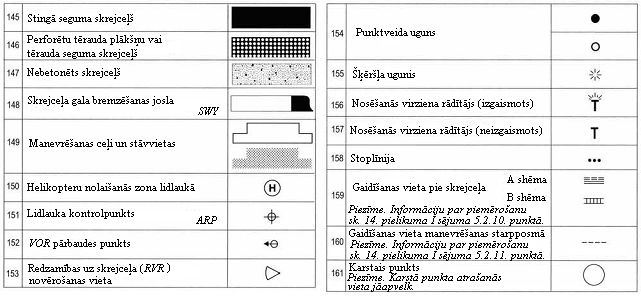 145 Stingā seguma skrejceļš
146 Perforētu tērauda plākšņu vai
tērauda seguma skrejceļš
147 Nebetonēts skrejceļš
148 Skrejceļa gala bremzēšanas josla
SWY
149 Manevrēšanas ceļi un stāvvietas
150 Helikopteru nolaišanās zona lidlaukā
H
151 Lidlauka kontrolpunkts
ARP
152 VOR pārbaudes punkts
153 Redzamības uz skrejceļa (RVR)
novērošanas vieta
154 Punktveida uguns
155 Šķēršļa ugunis
156 Nosēšanās virziena rādītājs (izgaismots)
T
157 Nosēšanās virziena rādītājs (neizgaismots)
T
158 Stoplīnija
159 Gaidīšanas vieta pie skrejceļa
A shēma
B shēma
Piezīme. Informāciju par piemērošanu
sk. 14. pielikuma I sējuma 5.2.10. punktā.
160 Gaidīšanas vieta manevrēšanas starpposmā
Piezīme. Informāciju par piemērošanu
sk. 14. pielikuma I sējuma 5.2.11. punktā.
161 Karstais punkts
Piezīme. Karstā punkta atrašanās
vieta jāapvelk.